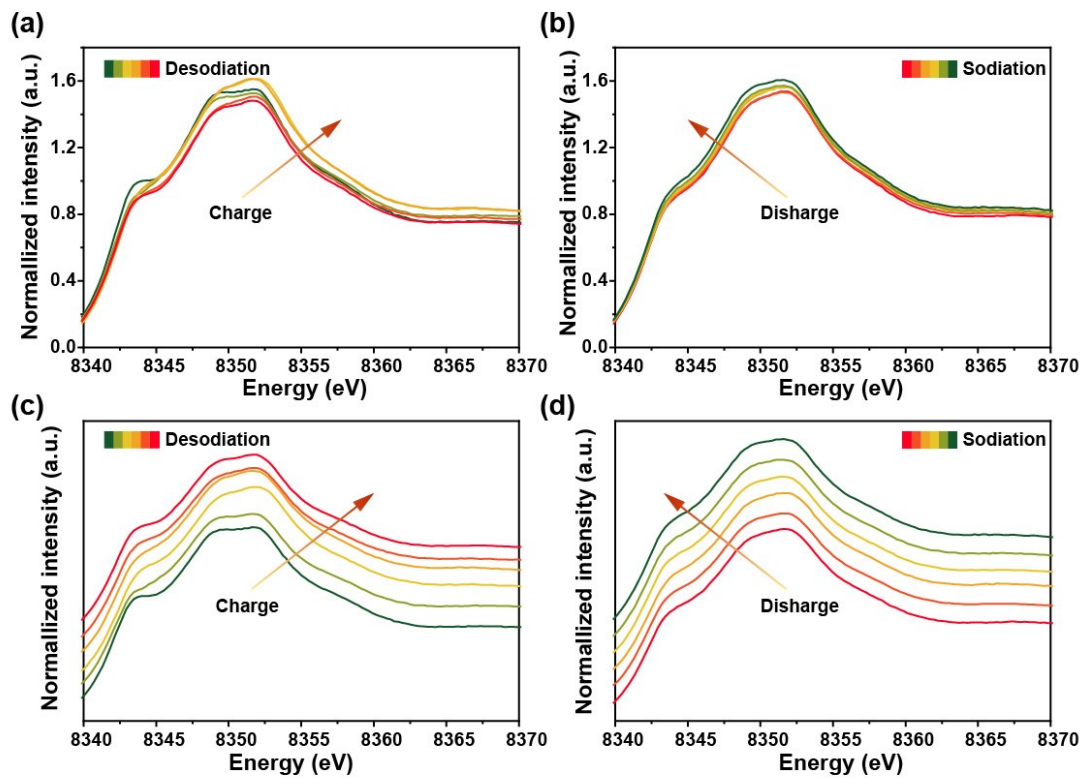 (a)
Normallized intensity (a.u.)
1.6
1.2
0.8
0.4
0.0
Desodiation
Charge
8340 8345 8350 8355 8360 8365 8370
Energy (eV)
(b)
Normallized intensity (a.u.)
1.6
1.2
0.8
0.4
0.0
Sodiation
Disharge
8340 8345 8350 8355 8360 8365 8370
Energy (eV)
(c)
Normallized intensity (a.u.)
Desodiation
Charge
8340 8345 8350 8355 8360 8365 8370
Energy (eV)
(d)
Normallized intensity (a.u.)
Sodiation
Disharge
8340 8345 8350 8355 8360 8365 8370
Energy (eV)